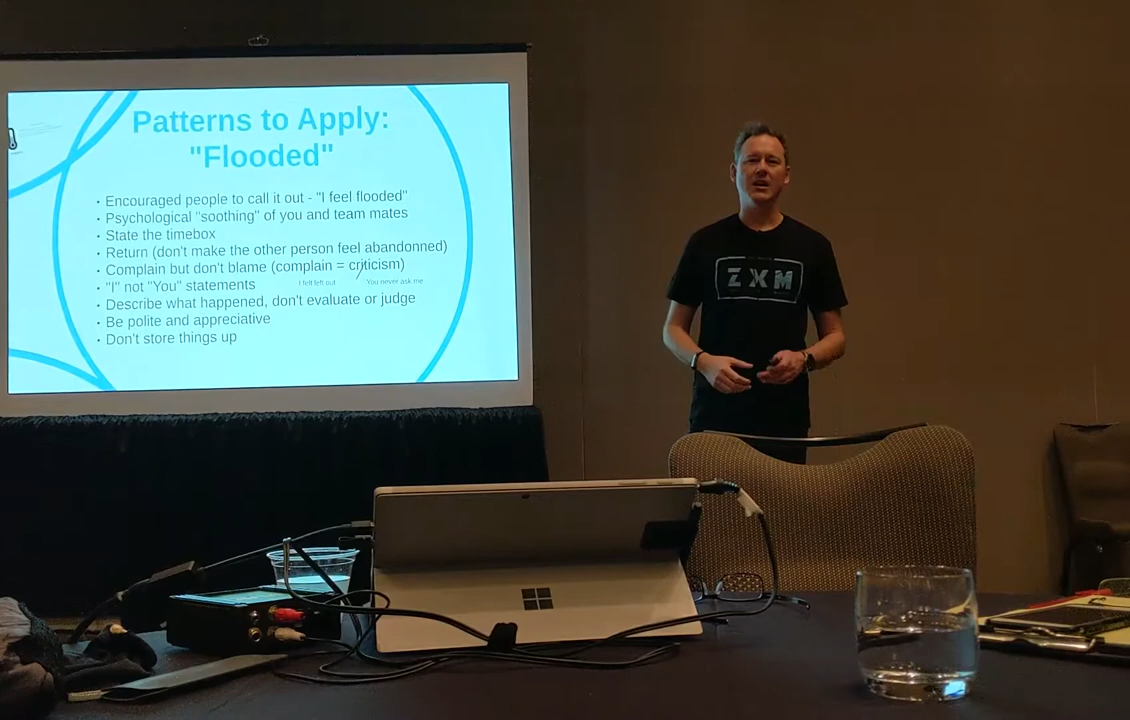 Patterns to Apply:
"Flooded"
• Encouraged people to call it out - "I feel flooded"
• Psychological "soothing" of you and team mates
• State the timebox
• Return (don't make the other person feel abandonned)
• Complain but don't blame (complain = criticism)
• "I" not "You" statements
I felt left out
You never ask me
• Describe what happened, don't evaluate or judge
• Be polite and appreciative
• Don't store things up
ZXM